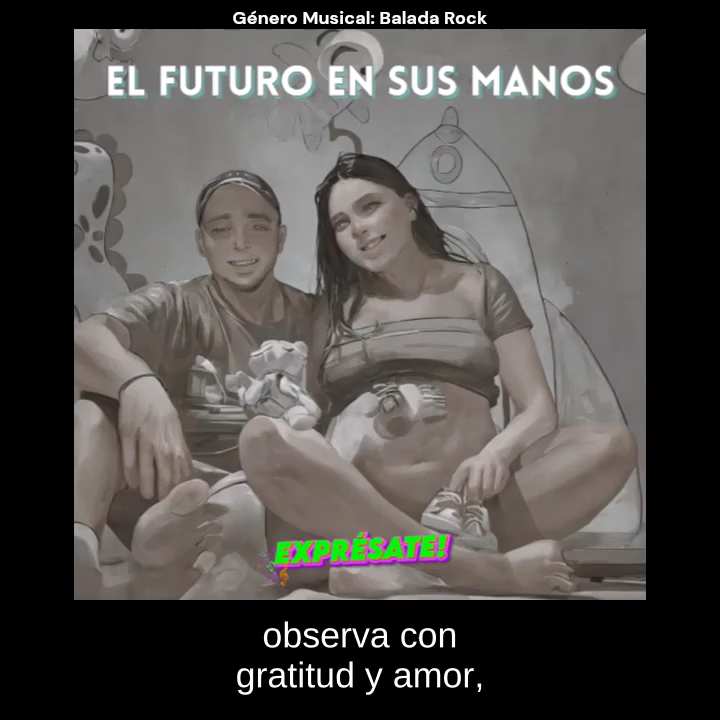 Género Musical: Balada Rock
EL FUTURO EN SUS MANOS
EXPRÉSATE!
observa con
gratitud y amor,